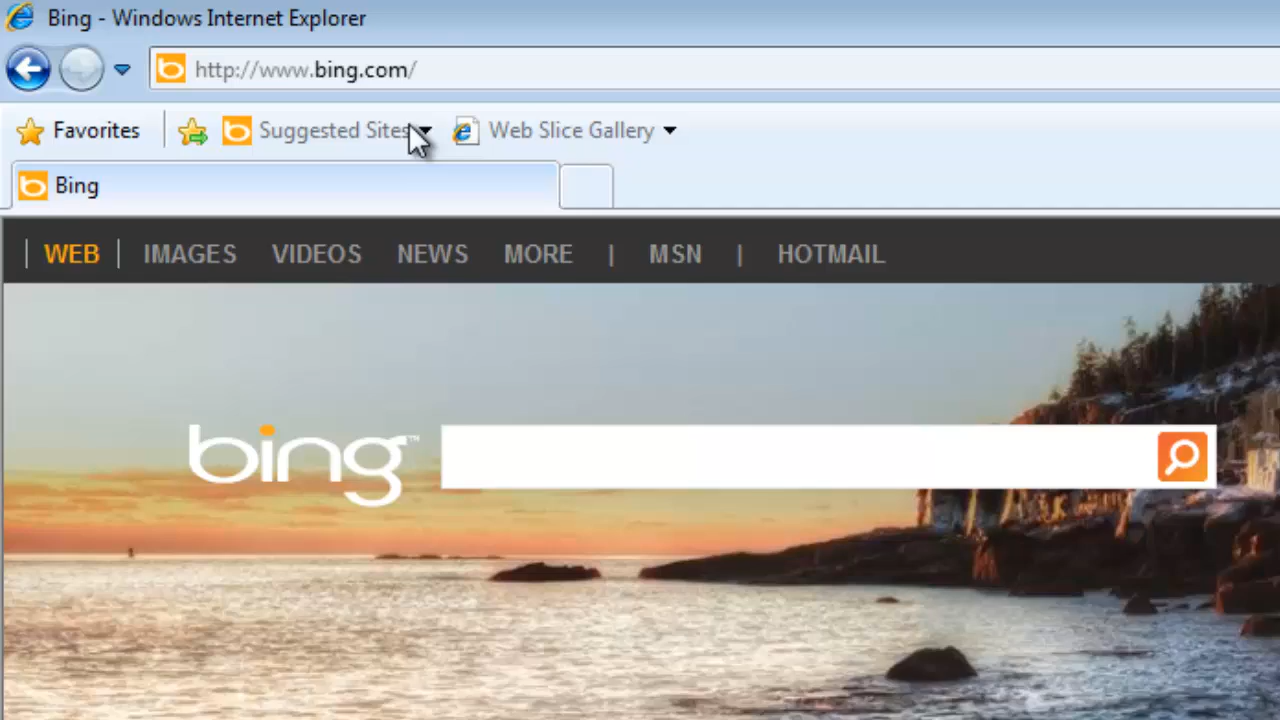 Bing - Windows Internet Explorer
http://www.bing.com/
Favorites Suggested Sites Web Slice Gallery
Bing
WEB IMAGES VIDEOS NEWS MORE | MSN | HOTMAIL
bing™